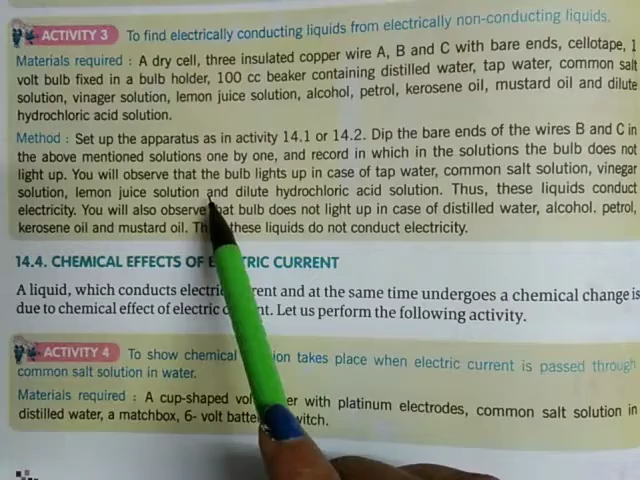 ACTIVITY 3 To find electrically conducting liquids from electrically non-conducting liquids.
Materials required : A dry cell, three insulated copper wire A, B and C with bare ends, cellotape, 1
volt bulb fixed in a bulb holder, 100 cc beaker containing distilled water, tap water, common salt
solution, vinager solution, lemon juice solution, alcohol, petrol, kerosene oil, mustard oil and dilute
hydrochloric acid solution.
Method : Set up the apparatus as in activity 14.1 or 14.2. Dip the bare ends of the wires B and C in
the above mentioned solutions one by one, and record in which in the solutions the bulb does not
light up. You will observe that the bulb lights up in case of tap water, common salt solution, vinegar
solution, lemon juice solution and dilute hydrochloric acid solution. Thus, these liquids conduct
electricity. You will also observe that bulb does not light up in case of distilled water, alcohol. petrol,
kerosene oil and mustard oil. these liquids do not conduct electricity.
14.4. CHEMICAL EFFECTS OF ELECTRIC CURRENT
A liquid, which conducts electric current and at the same time undergoes a chemical change is
due to chemical effect of electric current. Let us perform the following activity.
ACTIVITY 4 To show chemical takes place when electric current is passed through
common salt solution in water.
Materials required : A cup-shaped with platinum electrodes, common salt solution in
distilled water, a matchbox, 6- volt